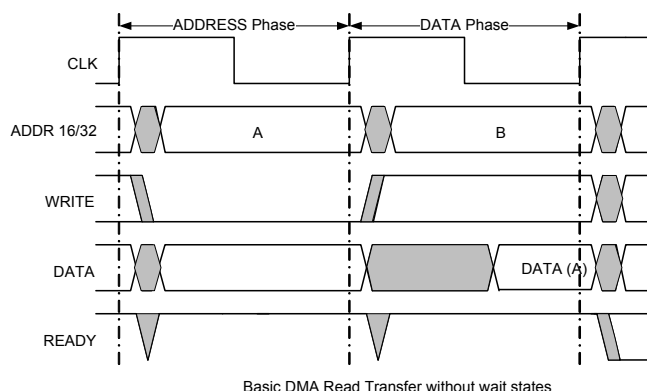 ADDRESS Phase
DATA Phase
CLK
ADDR 16/32
A
B
WRITE
DATA
DATA (A)
READY
Basic DMA Read Transfer without wait states